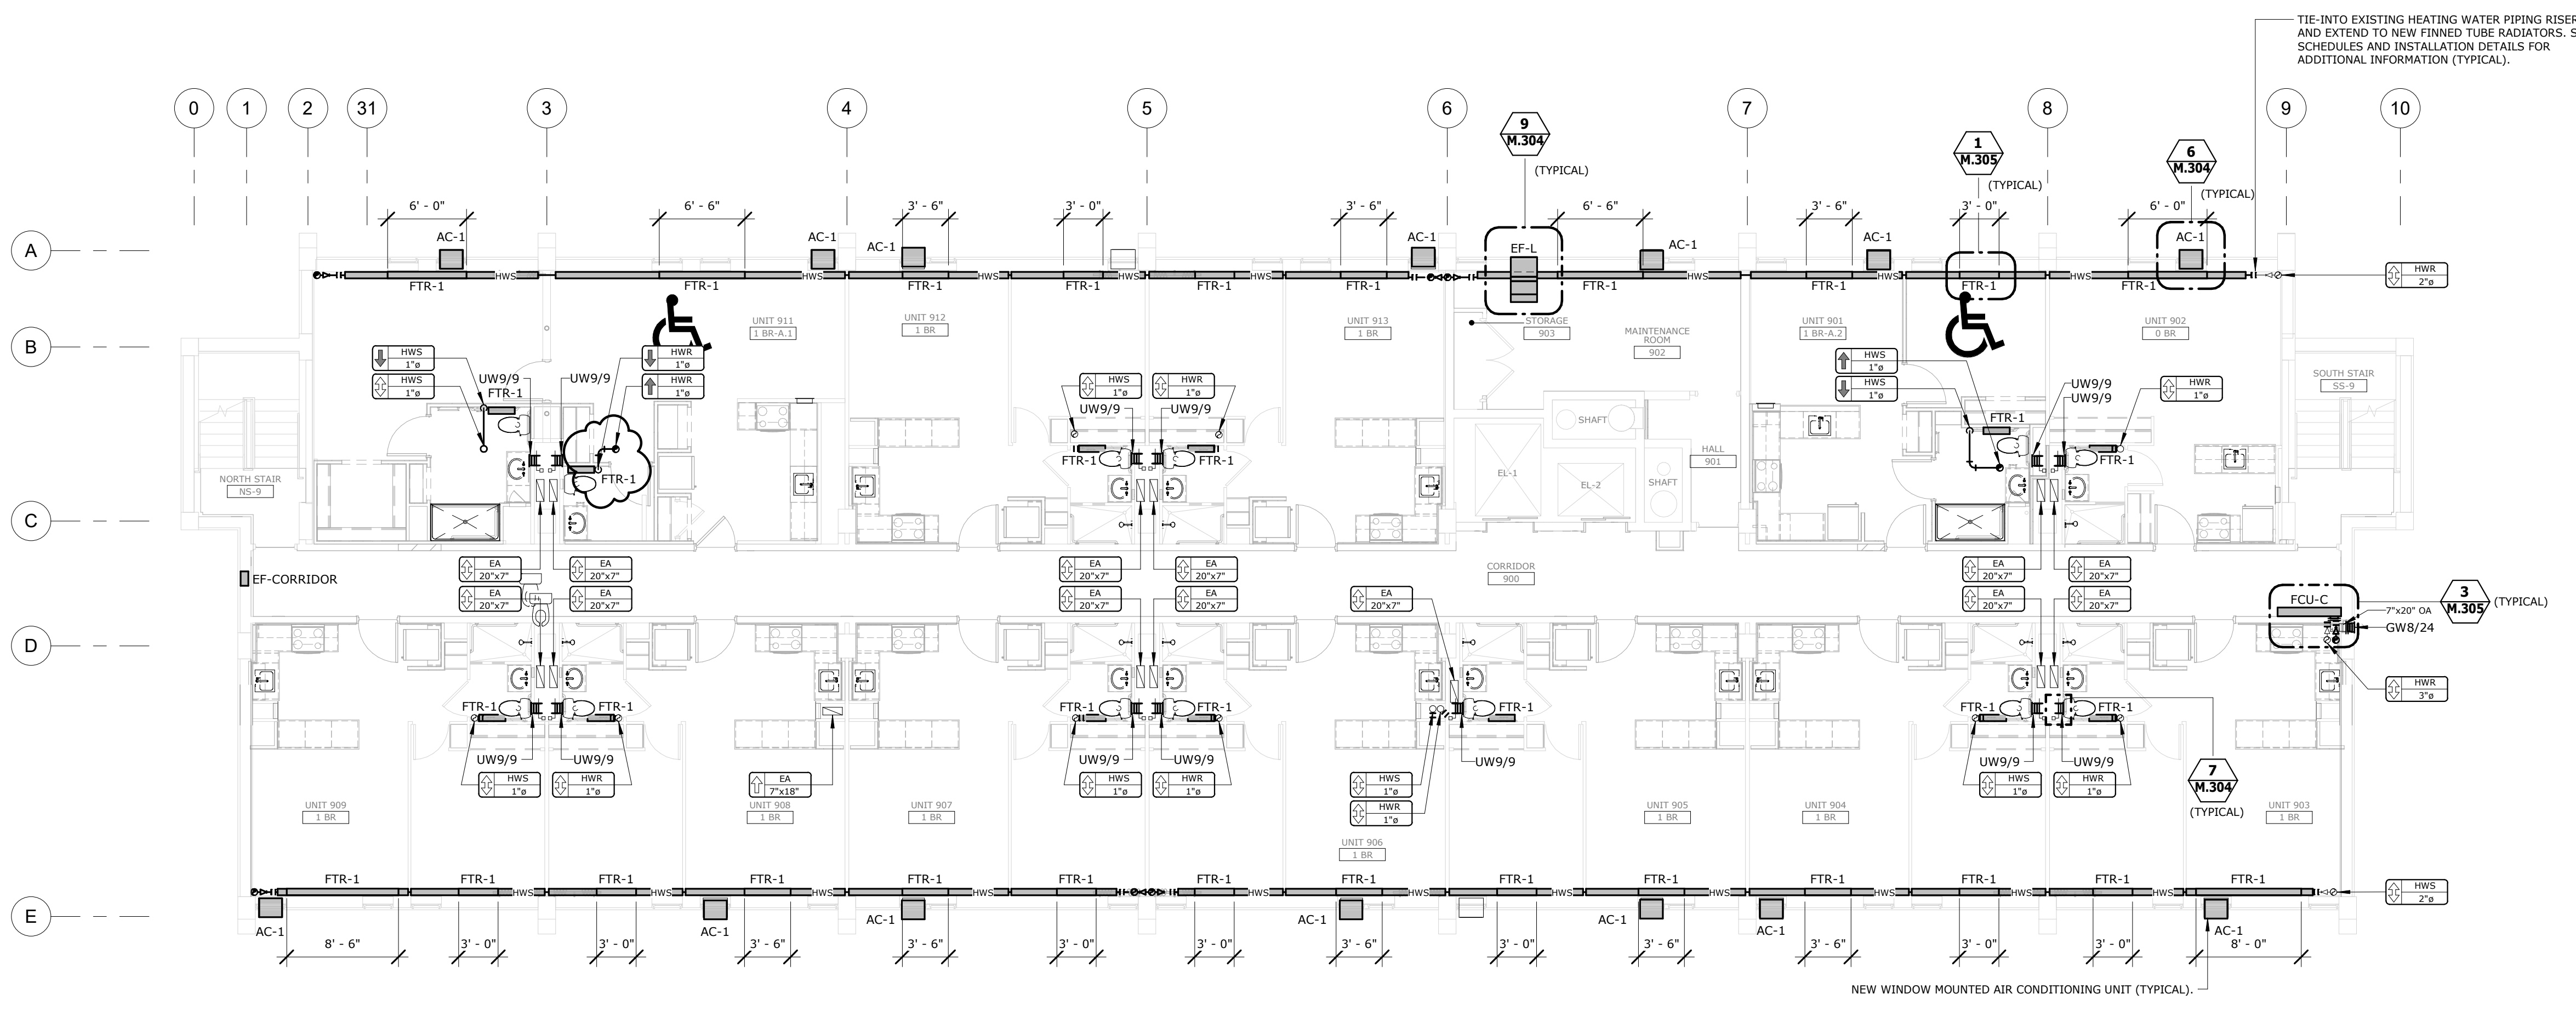 TIE-INTO EXISTING HEATING WATER PIPING RISER
AND EXTEND TO NEW FINNED TUBE RADIATORS. S
SCHEDULES AND INSTALLATION DETAILS FOR
ADDITIONAL INFORMATION (TYPICAL).
0 1 2 31 3 4 5 6 7 8 9 10
9
M.304
(TYPICAL)
1
M.305
(TYPICAL)
6
M.304
(TYPICAL)
6' - 0" 6' - 6" 3' - 6" 3' - 0" 3' - 6" 6' - 6" 3' - 6" 3' - 0" 6' - 0"
A
AC-1 AC-1 AC-1 AC-1 EF-L AC-1 AC-1 AC-1
HWS HWS HWS HWS HWS HWS HWS HWS
HWR
2"ø
FTR-1 FTR-1 FTR-1 FTR-1 FTR-1 FTR-1 FTR-1 FTR-1 FTR-1 FTR-1
B
UNIT 911
1 BR-A.1
UNIT 912
1 BR
UNIT 913
1 BR
STORAGE
903
MAINTENANCE
ROOM
902
UNIT 901
1 BR-A.2
UNIT 902
0 BR
HWS
1"ø
HWS
1"ø
UW9/9
FTR-1
UW9/9
HWR
1"ø
HWR
1"ø
HWS
1"ø
HWR
1"ø
UW9/9 UW9/9
HWS
1"ø
HWS
1"ø
UW9/9
UW9/9
HWR
1"ø
SOUTH STAIR
SS-9
SHAFT
FTR-1
FTR-1 FTR-1 FTR-1 FTR-1
HALL
901
EL-1
EL-2
SHAFT
NORTH STAIR
NS-9
C
EA
20"x7"
EA
20"x7"
EA
20"x7"
EA
20"x7"
EA
20"x7"
EA
20"x7"
EA
20"x7"
EA
20"x7"
EA
20"x7"
EA
20"x7"
EA
20"x7"
EA
20"x7"
EA
20"x7"
CORRIDOR
900
EF-CORRIDOR
FCU-C
3
M.305
(TYPICAL)
7"x20" OA
GW8/24
D
HWR
3"ø
FTR-1 FTR-1 FTR-1 FTR-1 FTR-1 FTR-1 FTR-1
UW9/9 UW9/9 UW9/9 UW9/9 UW9/9 UW9/9 UW9/9
HWS
1"ø
HWR
1"ø
EA
7"x18"
HWS
1"ø
HWR
1"ø
HWS
1"ø
HWR
1"ø
HWS
1"ø
HWR
1"ø
7
M.304
(TYPICAL)
UNIT 909
1 BR
UNIT 908
1 BR
UNIT 907
1 BR
UNIT 906
1 BR
UNIT 905
1 BR
UNIT 904
1 BR
UNIT 903
1 BR
FTR-1 FTR-1 FTR-1 FTR-1 FTR-1 FTR-1 FTR-1 FTR-1 FTR-1 FTR-1 FTR-1 FTR-1 FTR-1 FTR-1
HWS HWS HWS HWS HWS HWS HWS HWS HWS HWS HWS
HWS
2"ø
E
AC-1 AC-1 AC-1 AC-1 AC-1 AC-1 AC-1
8' - 6" 3' - 0" 3' - 0" 3' - 6" 3' - 6" 3' - 0" 3' - 0" 3' - 6" 3' - 0" 3' - 6" 3' - 6" 3' - 0" 3' - 0" 8' - 0"
NEW WINDOW MOUNTED AIR CONDITIONING UNIT (TYPICAL).